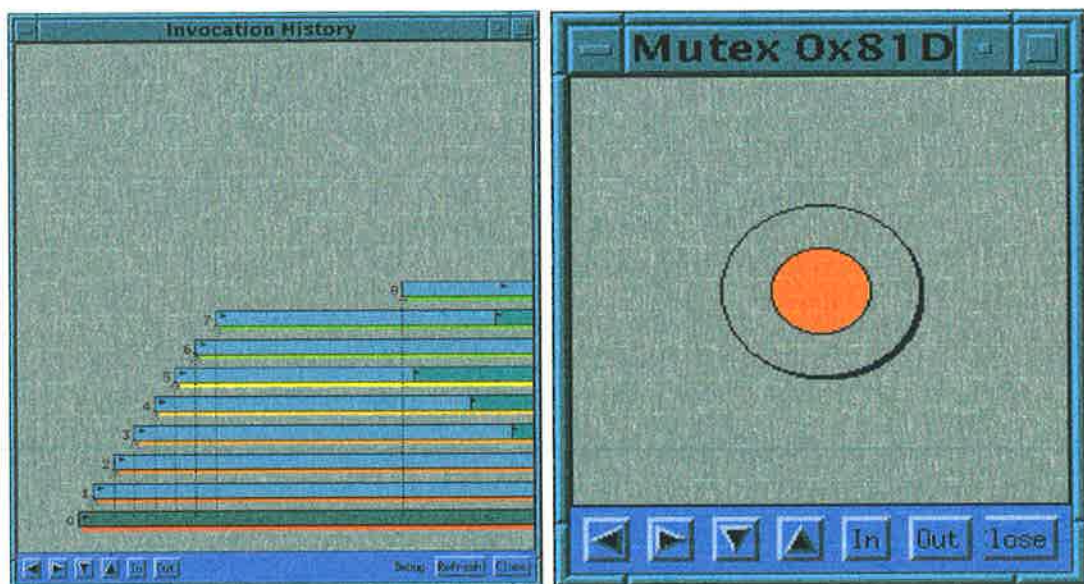 Invocation History
8
7
6
5
4
3
2
1
0
In Out Debug Refresh Close
Mutex 0x81D
In Out lose